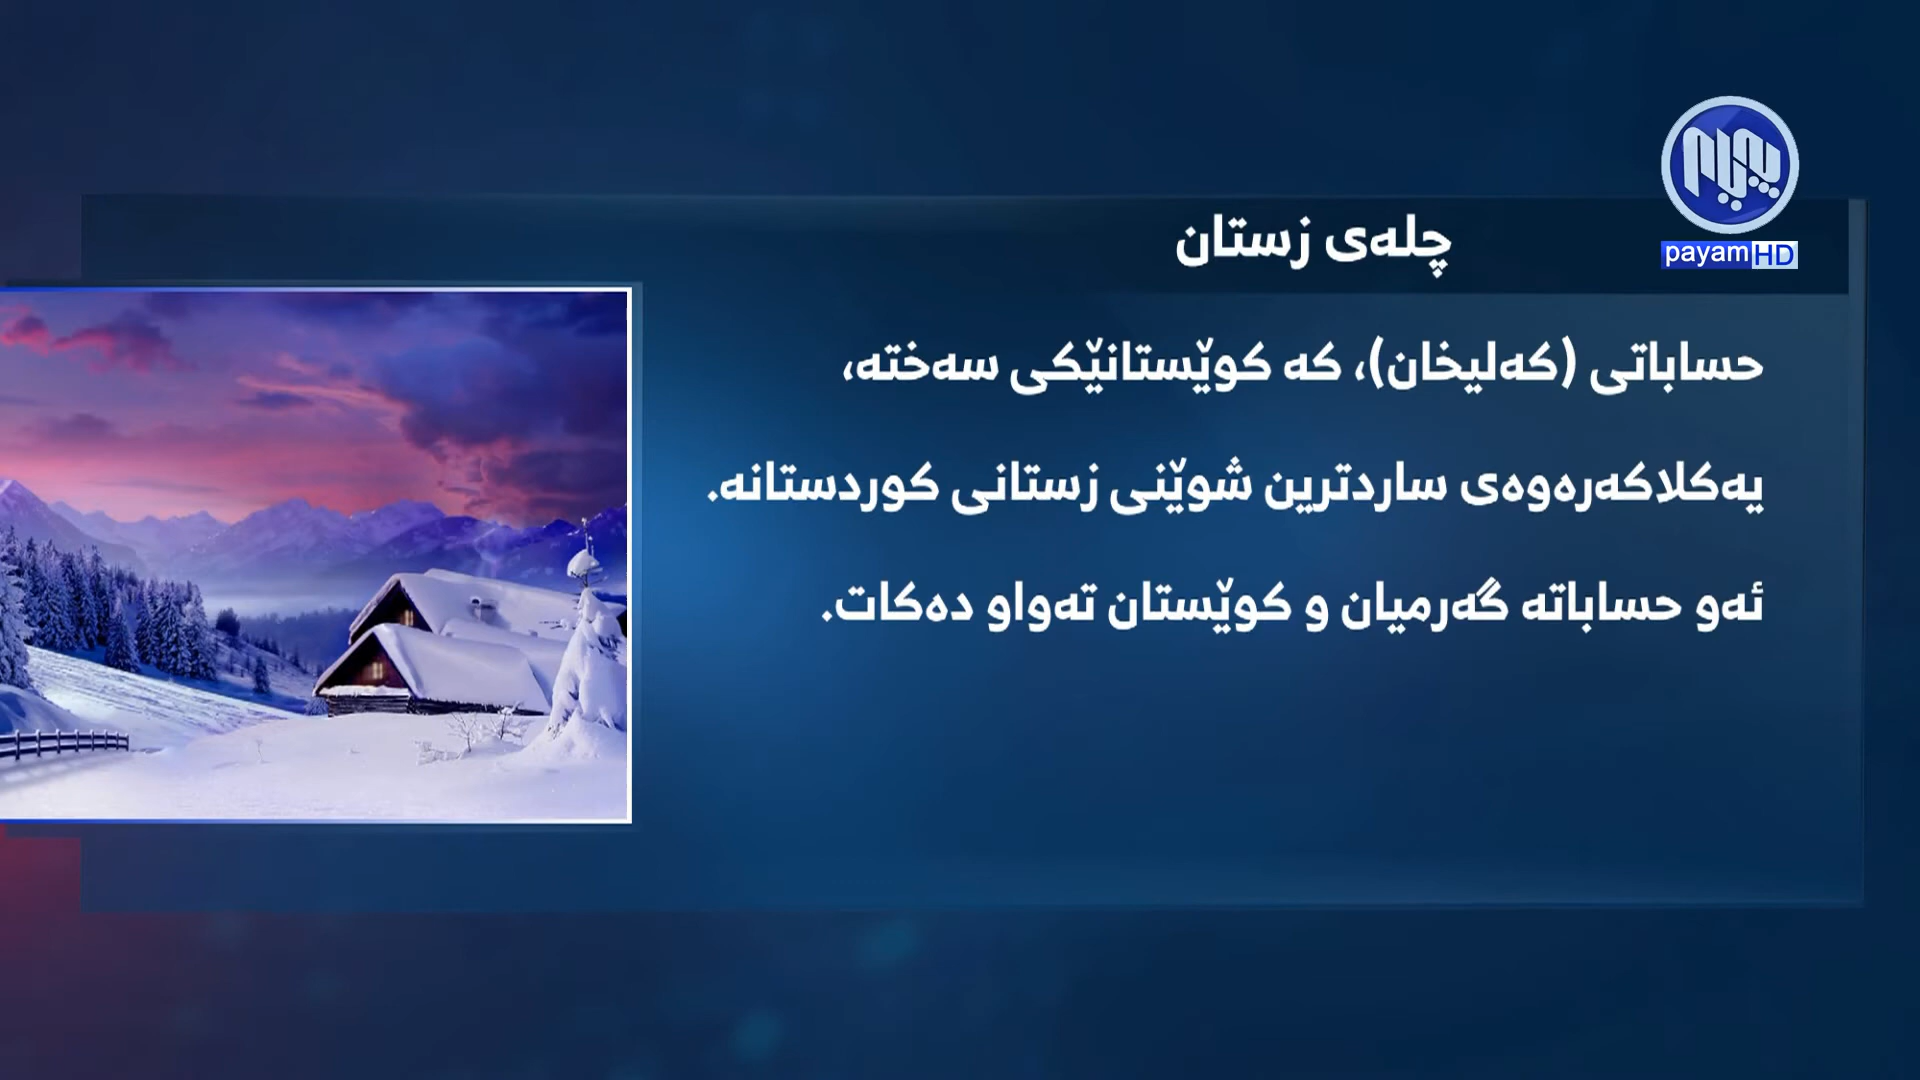 پەیام
payam HD
چلەی زستان
حساباتی (کەلیخان)، کە کوێستانێکی سەختە،
یەکلاکەرەوەی ساردترین شوێنی زستانی کوردستانە.
ئەو حساباتە گەرمیان و کوێستان تەواو دەکات.